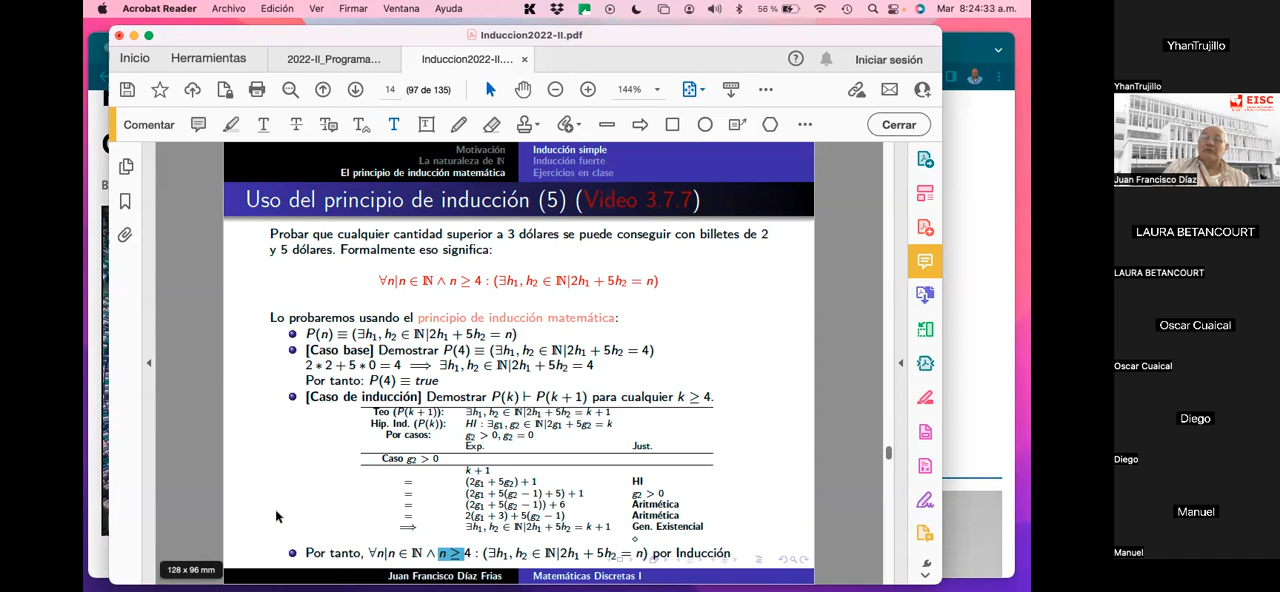 Acrobat Reader Archivo Edición Ver Firmar Ventana Ayuda
56 % Mar 8:24:33 a.m.
Induccion2022-II.pdf
Inicio Herramientas 2022-II_Programa... Induccion2022-II.... × Iniciar sesión
14 (97 de 135) 144%
Comentar Cerrar
Motivación Inducción simple
La naturaleza de ℕ Inducción fuerte
El principio de inducción matemática Ejercicios en clase
Uso del principio de inducción (5) (Video 3.7.7)
Probar que cualquier cantidad superior a 3 dólares se puede conseguir con billetes de 2
y 5 dólares. Formalmente eso significa:
∀n|n ∈ ℕ ∧ n ≥ 4 : (∃h₁, h₂ ∈ ℕ|2h₁ + 5h₂ = n)
Lo probaremos usando el principio de inducción matemática:
P(n) ≡ (∃h₁, h₂ ∈ ℕ|2h₁ + 5h₂ = n)
[Caso base] Demostrar P(4) ≡ (∃h₁, h₂ ∈ ℕ|2h₁ + 5h₂ = 4)
2 * 2 + 5 * 0 = 4 ⟹ ∃h₁, h₂ ∈ ℕ|2h₁ + 5h₂ = 4
Por tanto: P(4) ≡ true
[Caso de inducción] Demostrar P(k) ⊢ P(k + 1) para cualquier k ≥ 4.
Teo (P(k + 1)): ∃h₁, h₂ ∈ ℕ|2h₁ + 5h₂ = k + 1
Hip. Ind. (P(k)): HI : ∃g₁, g₂ ∈ ℕ|2g₁ + 5g₂ = k
Por casos: g₂ > 0, g₂ = 0
Exp. Just.
Caso g₂ > 0
k + 1
= (2g₁ + 5g₂) + 1 HI
= (2g₁ + 5(g₂ − 1) + 5) + 1 g₂ > 0
= (2g₁ + 5(g₂ − 1)) + 6 Aritmética
= 2(g₁ + 3) + 5(g₂ − 1) Aritmética
⟹ ∃h₁, h₂ ∈ ℕ|2h₁ + 5h₂ = k + 1 Gen. Existencial
⋄
Por tanto, ∀n|n ∈ ℕ ∧ n ≥ 4 : (∃h₁, h₂ ∈ ℕ|2h₁ + 5h₂ = n) por Inducción
128 x 96 mm
Juan Francisco Díaz Frias Matemáticas Discretas I
YhanTrujillo
YhanTrujillo
EISC
Juan Francisco Díaz
LAURA BETANCOURT
LAURA BETANCOURT
Oscar Cuaical
Oscar Cuaical
Diego
Diego
Manuel
Manuel